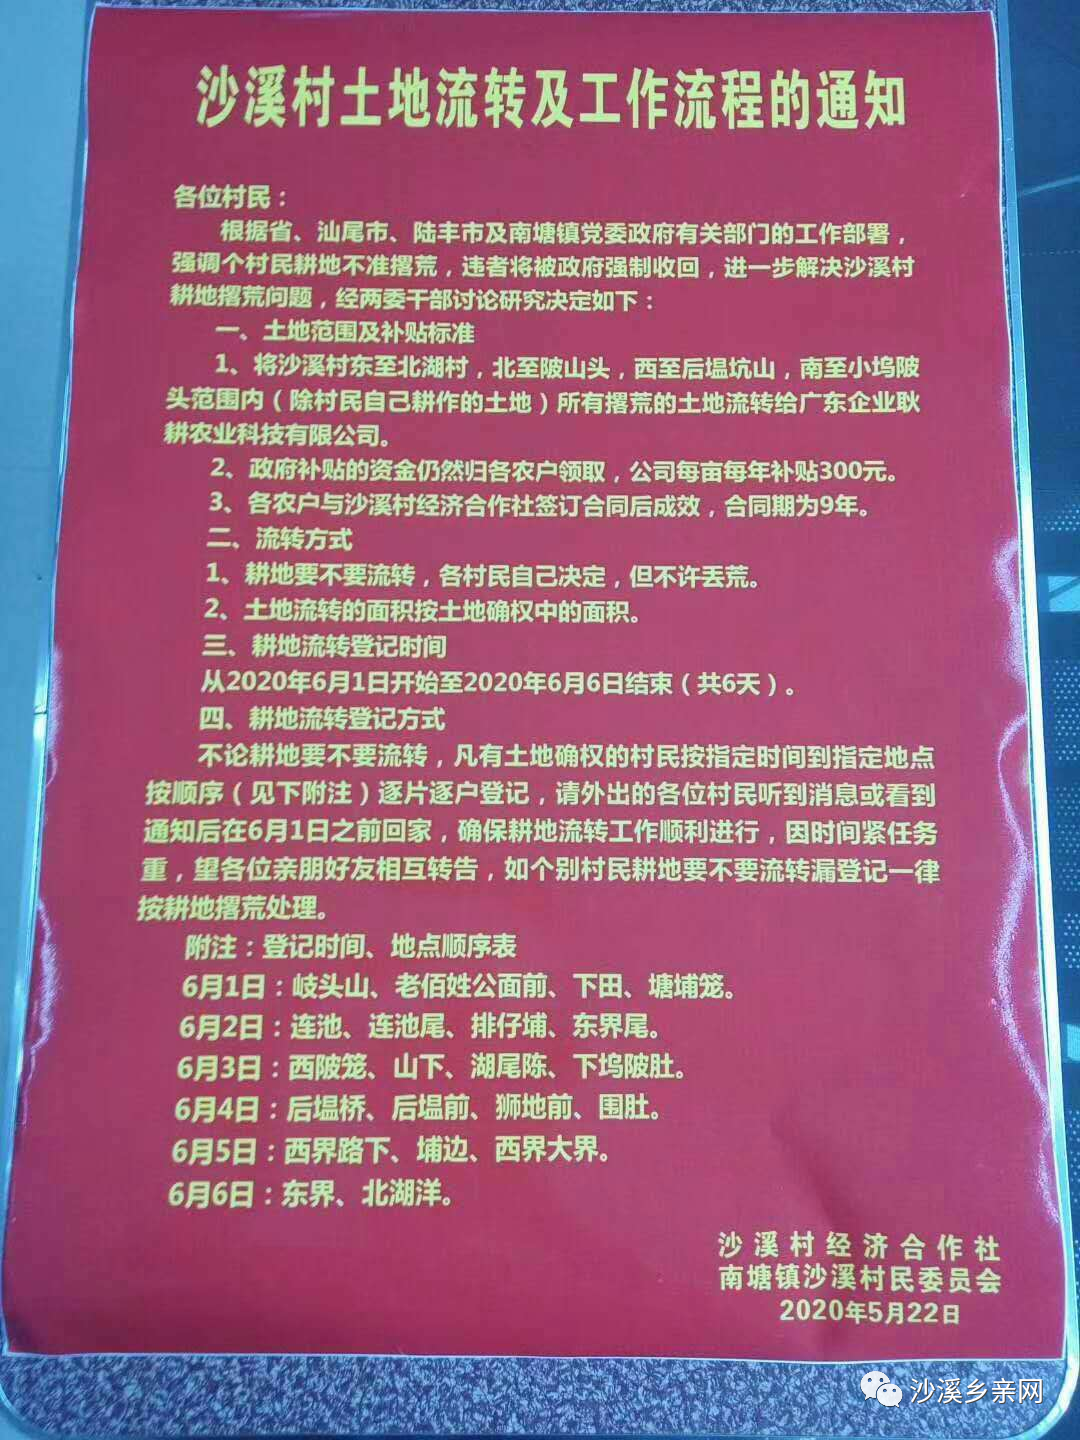 沙溪村土地流转及工作流程的通知
各位村民：
根据省、汕尾市、陆丰市及南塘镇党委政府有关部门的工作部署，
强调个村民耕地不准撂荒，违者将被政府强制收回，进一步解决沙溪村
耕地撂荒问题，经两委干部讨论研究决定如下：
一、土地范围及补贴标准
1、将沙溪村东至北湖村，北至陂山头，西至后塭坑山，南至小坞陂
头范围内（除村民自己耕作的土地）所有撂荒的土地流转给广东企业耿
耕农业科技有限公司。
2、政府补贴的资金仍然归各农户领取，公司每亩每年补贴300元。
3、各农户与沙溪村经济合作社签订合同后成效，合同期为9年。
二、流转方式
1、耕地要不要流转，各村民自己决定，但不许丢荒。
2、土地流转的面积按土地确权中的面积。
三、耕地流转登记时间
从2020年6月1日开始至2020年6月6日结束（共6天）。
四、耕地流转登记方式
不论耕地要不要流转，凡有土地确权的村民按指定时间到指定地点
按顺序（见下附注）逐片逐户登记，请外出的各位村民听到消息或看到
通知后在6月1日之前回家，确保耕地流转工作顺利进行，因时间紧任务
重，望各位亲朋好友相互转告，如个别村民耕地要不要流转漏登记一律
按耕地撂荒处理。
附注：登记时间、地点顺序表
6月1日：岐头山、老佰姓公面前、下田、塘埔笼。
6月2日：连池、连池尾、排仔埔、东界尾。
6月3日：西陂笼、山下、湖尾陈、下坞陂肚。
6月4日：后塭桥、后塭前、狮地前、围肚。
6月5日：西界路下、埔边、西界大界。
6月6日：东界、北湖洋。
沙溪村经济合作社
南塘镇沙溪村民委员会
2020年5月22日
沙溪乡亲网